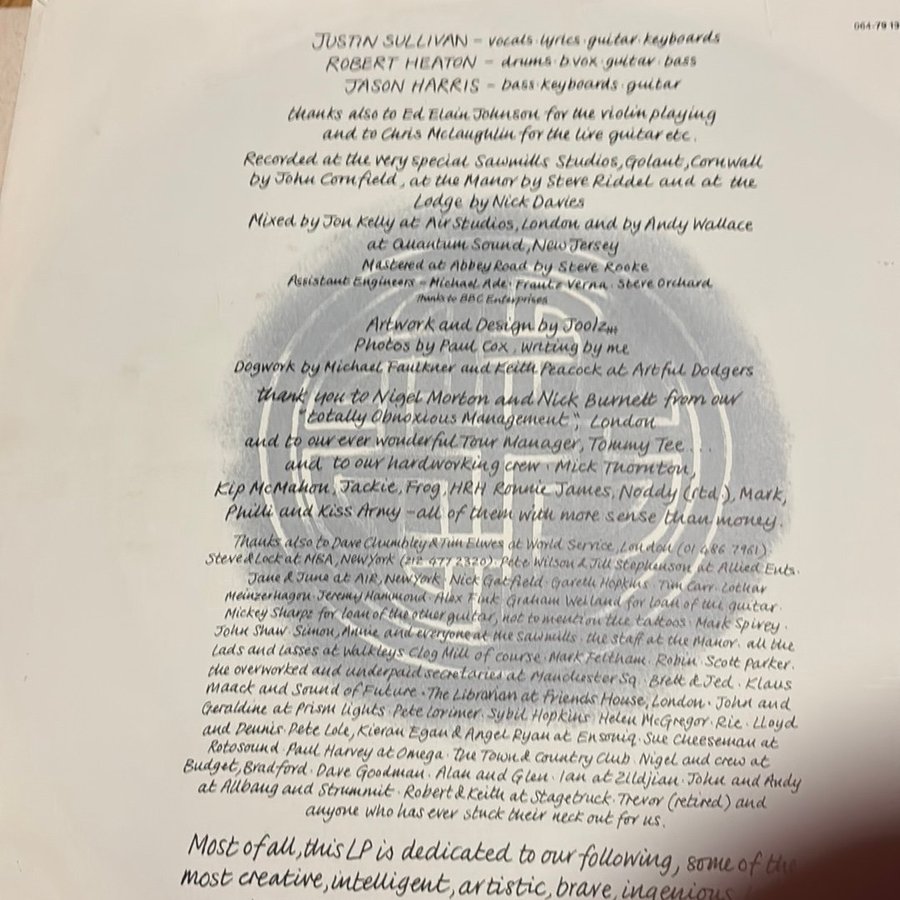 064-79 19
JUSTIN SULLIVAN - vocals·lyrics·guitar·keyboards
ROBERT HEATON - drums·bvox·guitar·bass
JASON HARRIS - bass·keyboards·guitar
thanks also to Ed Elain Johnson for the violin playing
and to Chris McLaughlin for the live guitar etc.
Recorded at the very special Sawmills Studios, Golant, Cornwall
by John Cornfield, at the Manor by Steve Riddel and at the
Lodge by Nick Davies
Mixed by Jon Kelly at Air Studios, London and by Andy Wallace
at Quantum Sound, New Jersey
Mastered at Abbey Road by Steve Rooke
Assistant Engineers - Michael Ade· Frantz Verna· Steve Orchard
thanks to BBC Enterprises
Artwork and Design by Joolz
Photos by Paul Cox, writing by me
Dogwork by Michael Faulkner and Keith Peacock at Artful Dodgers
thank you to Nigel Morton and Nick Burnett from our
"totally Obnoxious Management", London
and to our ever wonderful Tour Manager, Tommy Tee....
and to our hardworking crew· Mick Thornton,
Kip McMahon, Jackie, Frog, HRH Ronnie James, Noddy (Ltd.), Mark,
Philli and Kiss Army - all of them with more sense than money.
Thanks also to Dave Chumbley & Tim Elwes at World Service, London (01 486 7961)
Steve & Lock at MBA, New York (212 477 2320), Pete Wilson & Jill Stephenson at Allied Ents·
Jane & June at AIR, New York· Nick Gatfield· Gareth Hopkins· Tim Carr· Lothar
Meinzerhagon· Jeremy Hammond· Alex Fink· Graham Weiland for loan of the guitar·
Mickey Sharpz for loan of the other guitar, not to mention the tattoos· Mark Spivey·
John Shaw· Simon, Annie and everyone at the Sawmills· the staff at the Manor· all the
Lads and lasses at Walkleys Clog Mill of course· Mark Feltham· Robin· Scott Parker·
the overworked and underpaid secretaries at Manchester Sq· Brett & Jed· Klaus
Maack and Sound of Future· The Librarian at Friends House, London· John and
Geraldine at Prism Lights· Pete Lorimer· Sybil Hopkins· Helen McGregor· Ric· Lloyd
and Dennis· Pete Lole, Kieran Egan & Angel Ryan at Ensoniq· Sue Cheeseman at
Rotosound· Paul Harvey at Omega· The Town & Country Club· Nigel and crew at
Budget, Bradford· Dave Goodman· Alan and Glen· Ian at Zildjian· John and Andy
at Allbang and Strummit· Robert & Keith at Stagetruck· Trevor (retired) and
anyone who has ever stuck their neck out for us.
Most of all, this LP is dedicated to our following, some of the
most creative, intelligent, artistic, brave, ingenious